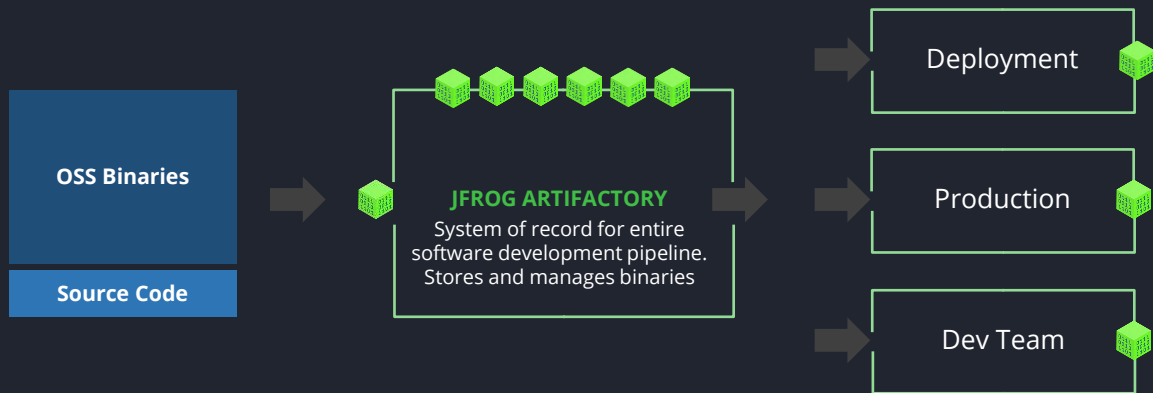 OSS Binaries
Source Code
JFROG ARTIFACTORY
System of record for entire
software development pipeline.
Stores and manages binaries
Deployment
Production
Dev Team